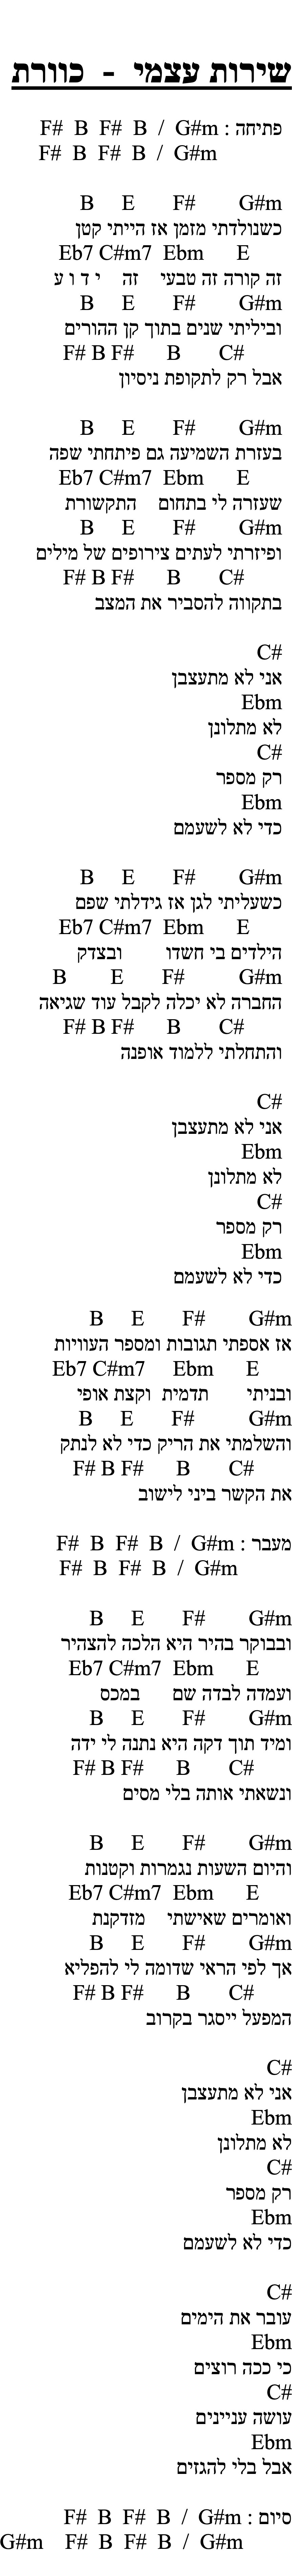 שירות עצמי - כוורת
פתיחה : F# B F# B / G#m
F# B F# B / G#m
B E F# G#m
כשנולדתי מזמן אז הייתי קטן
Eb7 C#m7 Ebm E
זה קורה זה טבעי זה י ד ו ע
B E F# G#m
וביליתי שנים בתוך קן ההורים
F# B F# B C#
אבל רק לתקופת ניסיון
B E F# G#m
בעזרת השמיעה גם פיתחתי שפה
Eb7 C#m7 Ebm E
שעזרה לי בתחום התקשורת
B E F# G#m
ופיזרתי לעתים צירופים של מילים
F# B F# B C#
בתקווה להסביר את המצב
C#
אני לא מתעצבן
Ebm
לא מתלונן
C#
רק מספר
Ebm
כדי לא לשעמם
B E F# G#m
כשעליתי לגן אז גידלתי שפם
Eb7 C#m7 Ebm E
הילדים בי חשדו ובצדק
B E F# G#m
החברה לא יכלה לקבל עוד שגיאה
F# B F# B C#
והתחלתי ללמוד אופנה
C#
אני לא מתעצבן
Ebm
לא מתלונן
C#
רק מספר
Ebm
כדי לא לשעמם
B E F# G#m
אז אספתי תגובות ומספר העוויות
Eb7 C#m7 Ebm E
ובניתי תדמית וקצת אופי
B E F# G#m
והשלמתי את הריק כדי לא לנתק
F# B F# B C#
את הקשר ביני לישוב
מעבר : F# B F# B / G#m
F# B F# B / G#m
B E F# G#m
ובבוקר בהיר היא הלכה להצהיר
Eb7 C#m7 Ebm E
ועמדה לבדה שם במכס
B E F# G#m
ומיד תוך דקה היא נתנה לי ידה
F# B F# B C#
ונשאתי אותה בלי מסים
B E F# G#m
והיום השעות נגמרות וקטנות
Eb7 C#m7 Ebm E
ואומרים שאישתי מזדקנת
B E F# G#m
אך לפי הראי שדומה לי להפליא
F# B F# B C#
המפעל ייסגר בקרוב
C#
אני לא מתעצבן
Ebm
לא מתלונן
C#
רק מספר
Ebm
כדי לא לשעמם
C#
עובר את הימים
Ebm
כי ככה רוצים
C#
עושה עניינים
Ebm
אבל בלי להגזים
סיום : F# B F# B / G#m
G#m F# B F# B / G#m